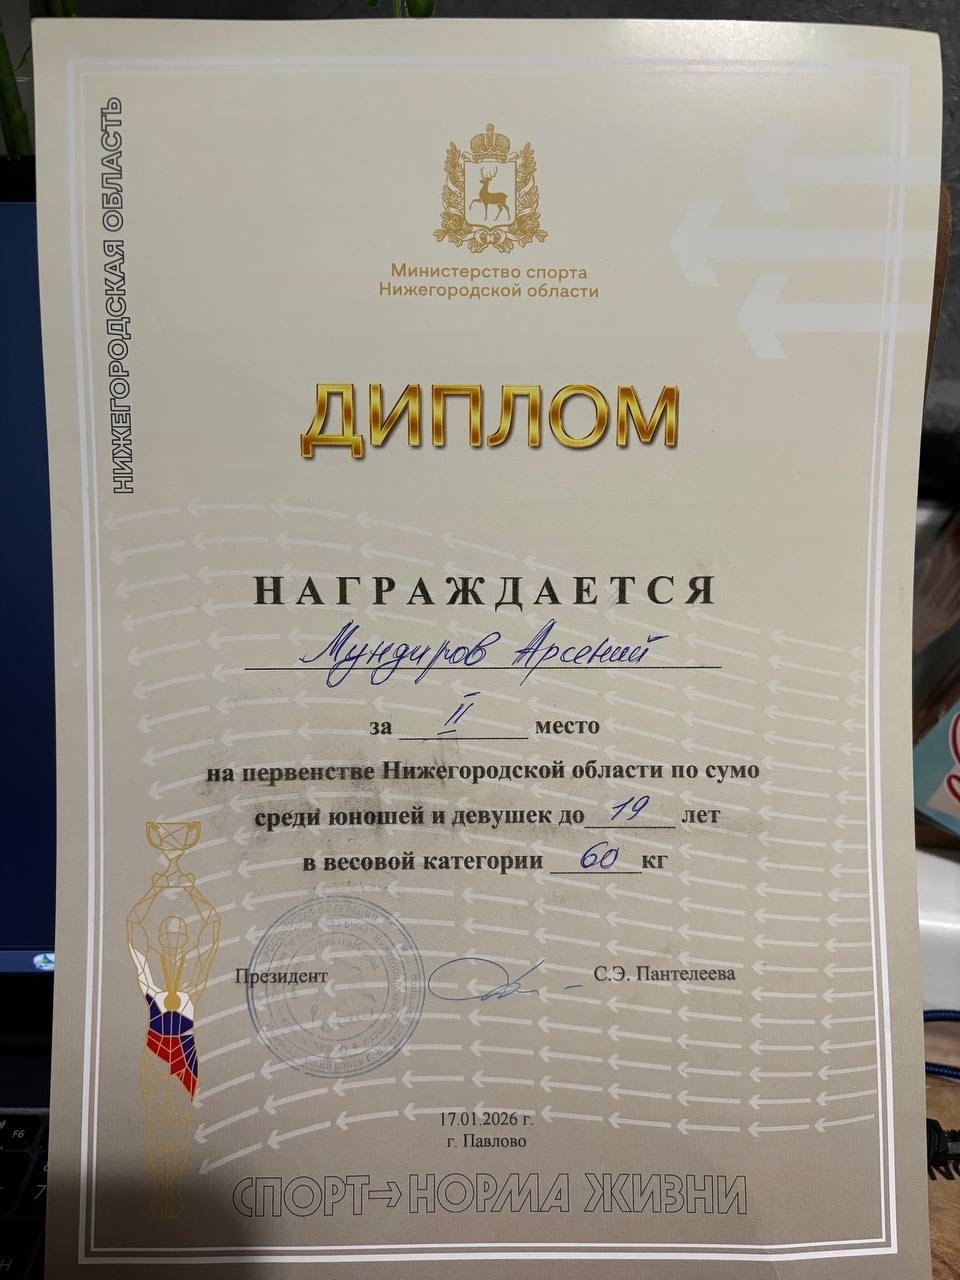 НИЖЕГОРОДСКАЯ ОБЛАСТЬ
Министерство спорта
Нижегородской области
ДИПЛОМ
НАГРАЖДАЕТСЯ
Мундиров Арсений
за II место
на первенстве Нижегородской области по сумо
среди юношей и девушек до 19 лет
в весовой категории 60 кг
Президент С.Э. Пантелеева
17.01.2026 г.
г. Павлово
СПОРТ→НОРМА ЖИЗНИ
F6